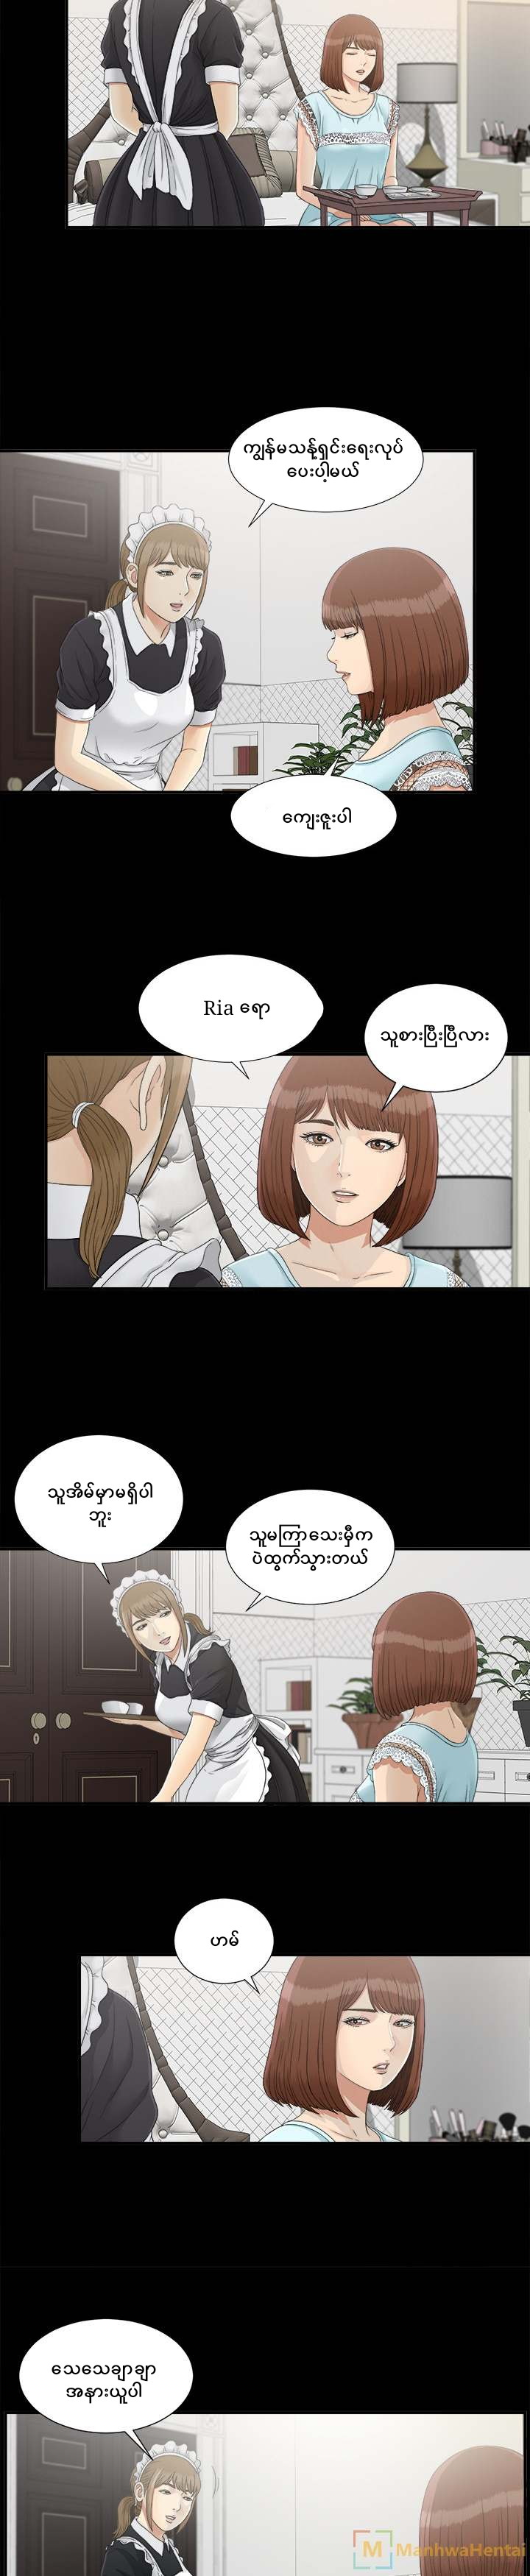 ကျွန်မသန့်ရှင်းရေးလုပ်
ပေးပါ့မယ်
ကျေးဇူးပါ
Ria ရော
သူစားပြီးပြီလား
သူအိမ်မှာမရှိပါ
ဘူး
သူမကြာသေးမှီက
ပဲထွက်သွားတယ်
ဟမ်
သေသေချာချာ
အနားယူပါ
M ManhwaHentai